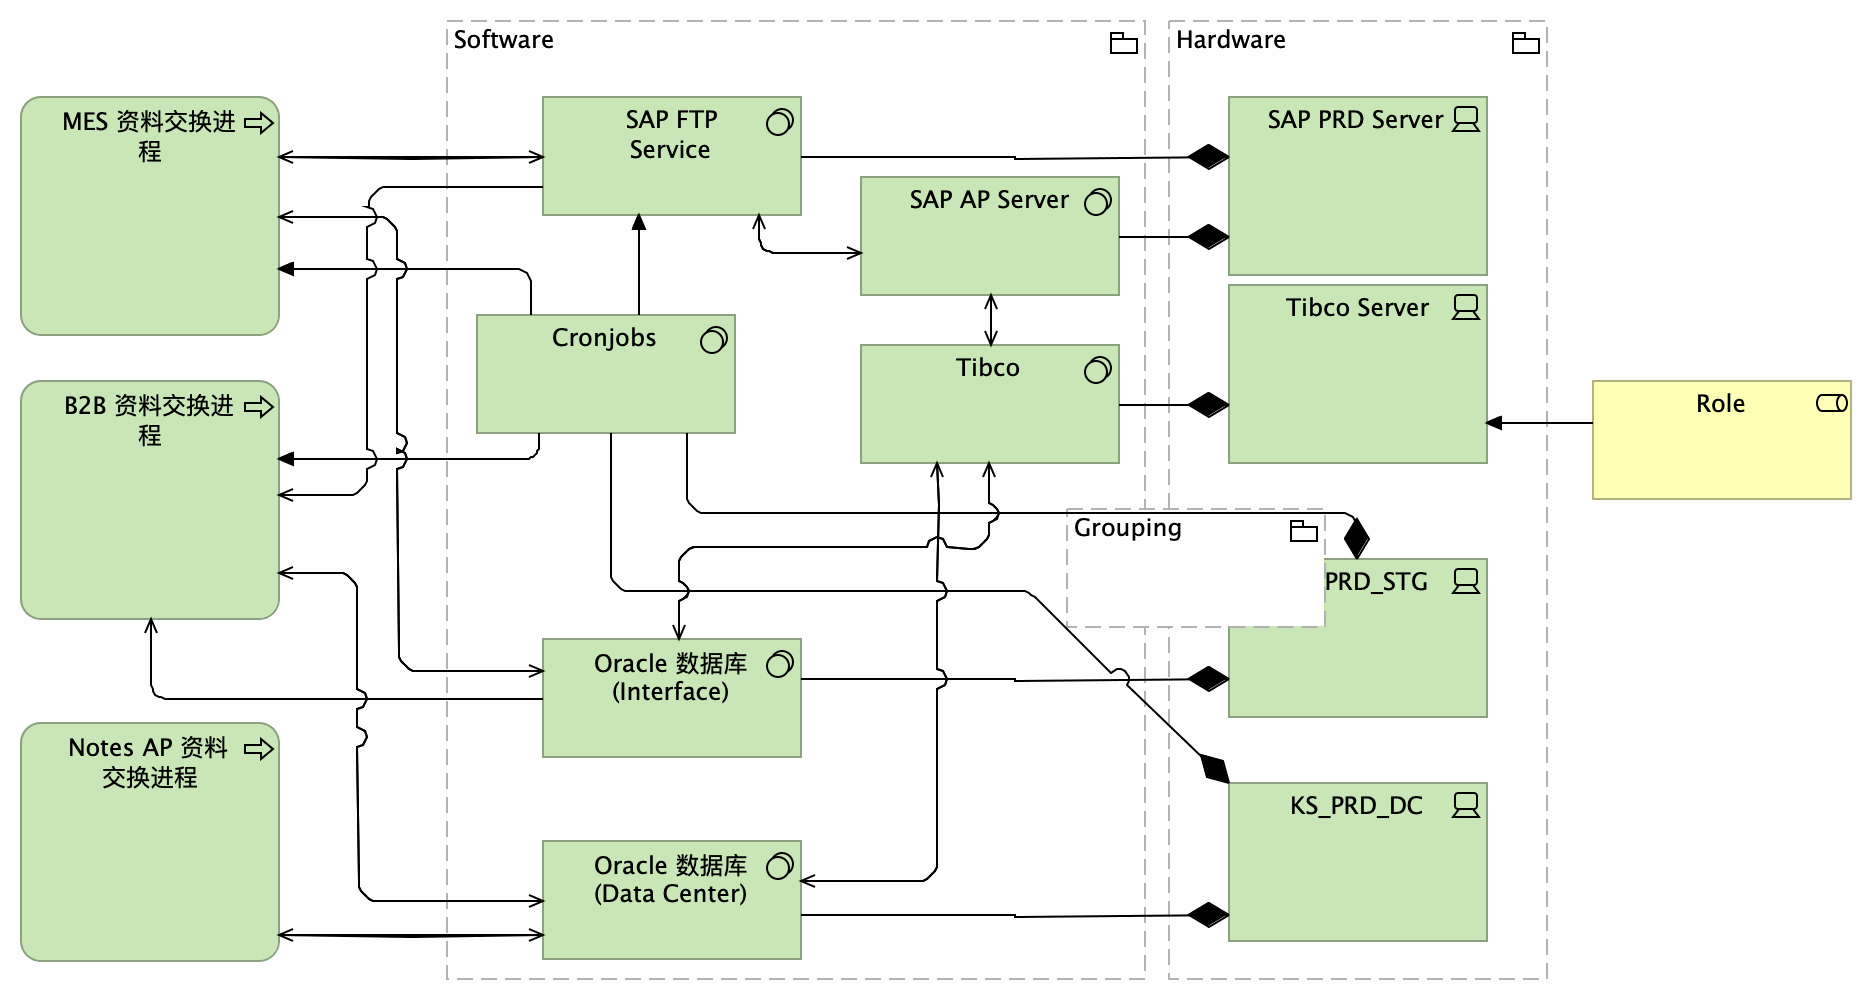 Software
Hardware
MES 资料交换进
程
SAP FTP
Service
SAP PRD Server
SAP AP Server
Tibco Server
Cronjobs
Tibco
B2B 资料交换进
程
Role
Grouping
PRD_STG
Oracle 数据库
(Interface)
Notes AP 资料
交换进程
KS_PRD_DC
Oracle 数据库
(Data Center)